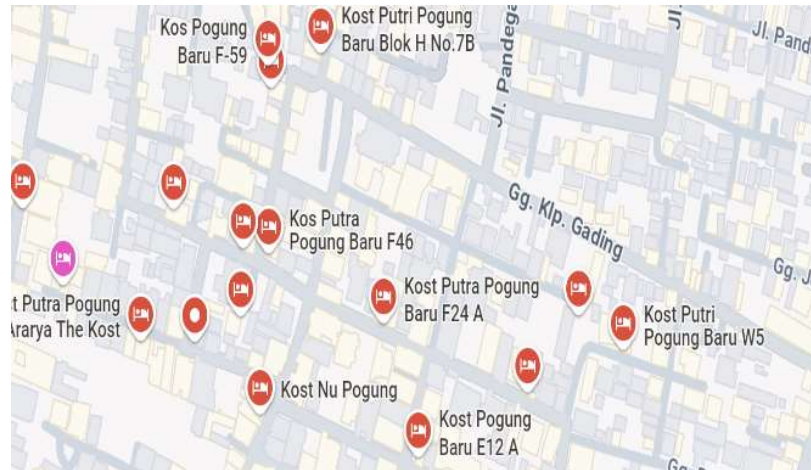 Kos Pogung
Baru F-59
Kost Putri Pogung
Baru Blok H No.7B
Jl. Pandega
Jl. Pand
Gg. Klp. Gading
Kos Putra
Pogung Baru F46
Kost Putra Pogung
Baru F24 A
Gg. J
st Putra Pogung
Ararya The Kost
Kost Putri
Pogung Baru W5
Kost Nu Pogung
Kost Pogung
Baru E12 A